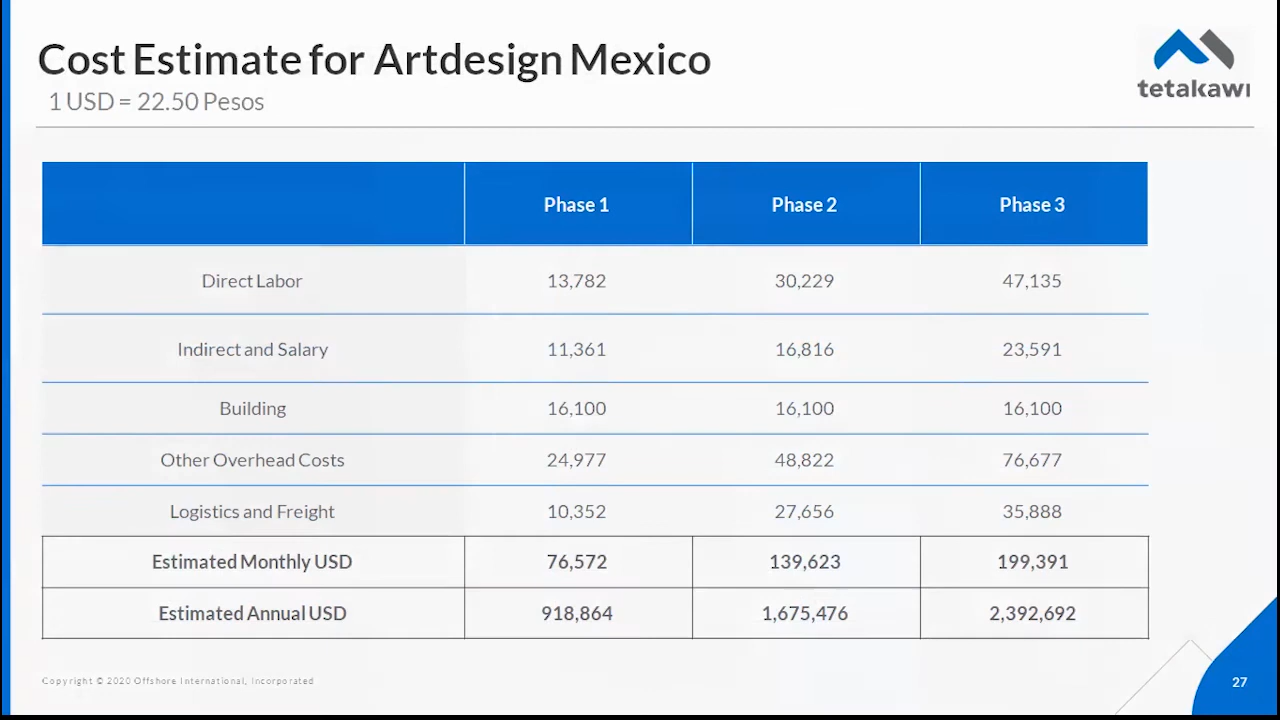 Cost Estimate for Artdesign Mexico
1 USD = 22.50 Pesos
tetakawi
Phase 1 Phase 2 Phase 3
Direct Labor 13,782 30,229 47,135
Indirect and Salary 11,361 16,816 23,591
Building 16,100 16,100 16,100
Other Overhead Costs 24,977 48,822 76,677
Logistics and Freight 10,352 27,656 35,888
Estimated Monthly USD 76,572 139,623 199,391
Estimated Annual USD 918,864 1,675,476 2,392,692
Copyright © 2020 Offshore International, Incorporated
27